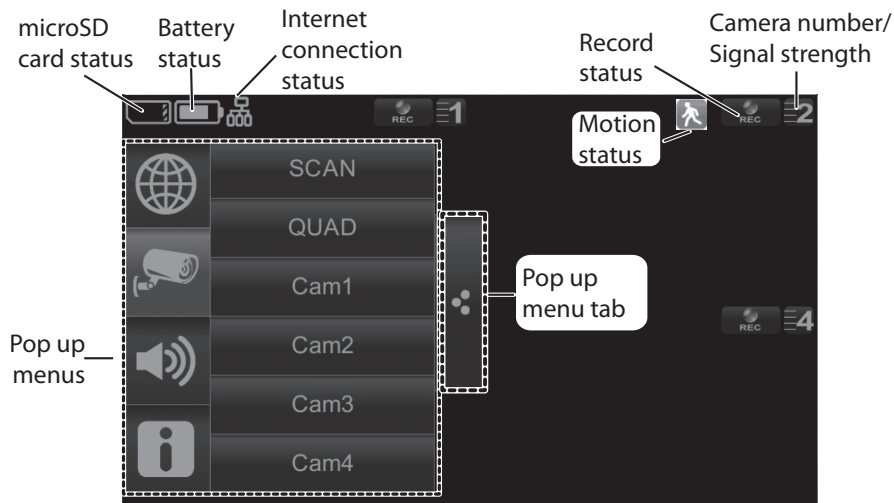 microSD
card status
Battery
status
Internet
connection
status
Record
status
Camera number/
Signal strength
REC
1
REC
2
Motion
status
SCAN
QUAD
Cam1
Cam2
Cam3
Cam4
Pop up
menu tab
REC
4
Pop up
menus
i